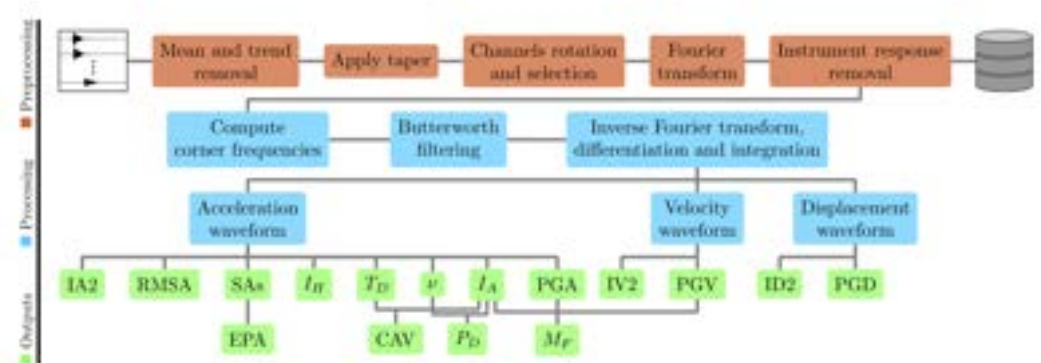 Preprocessing
Mean and trend
removal
Apply taper
Channels rotation
and selection
Fourier
transform
Instrument response
removal
Processing
Compute
corner frequencies
Butterworth
filtering
Inverse Fourier transform,
differentiation and integration
Acceleration
waveform
Velocity
waveform
Displacement
waveform
Outputs
IA2
RMSA
SAs
I_H
T_D
ν
I_A
PGA
IV2
PGV
ID2
PGD
EPA
CAV
P_D
M_F